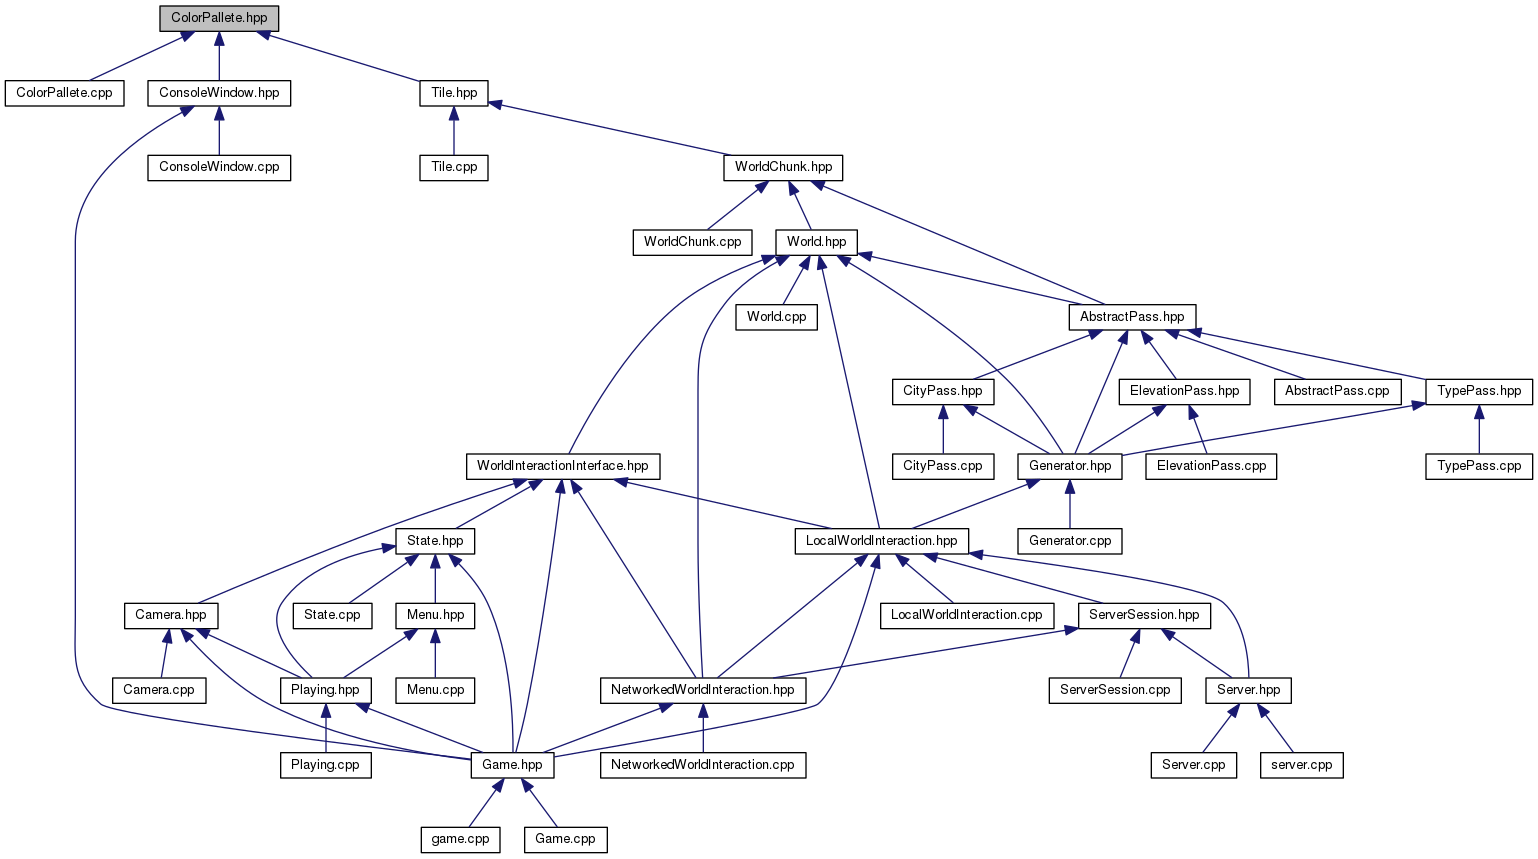 ColorPallete.hpp
ColorPallete.cpp
ConsoleWindow.hpp
Tile.hpp
ConsoleWindow.cpp
Tile.cpp
WorldChunk.hpp
WorldChunk.cpp
World.hpp
World.cpp
AbstractPass.hpp
CityPass.hpp
ElevationPass.hpp
AbstractPass.cpp
TypePass.hpp
WorldInteractionInterface.hpp
CityPass.cpp
Generator.hpp
ElevationPass.cpp
TypePass.cpp
State.hpp
LocalWorldInteraction.hpp
Generator.cpp
Camera.hpp
State.cpp
Menu.hpp
LocalWorldInteraction.cpp
ServerSession.hpp
Camera.cpp
Playing.hpp
Menu.cpp
NetworkedWorldInteraction.hpp
ServerSession.cpp
Server.hpp
Playing.cpp
Game.hpp
NetworkedWorldInteraction.cpp
Server.cpp
server.cpp
game.cpp
Game.cpp